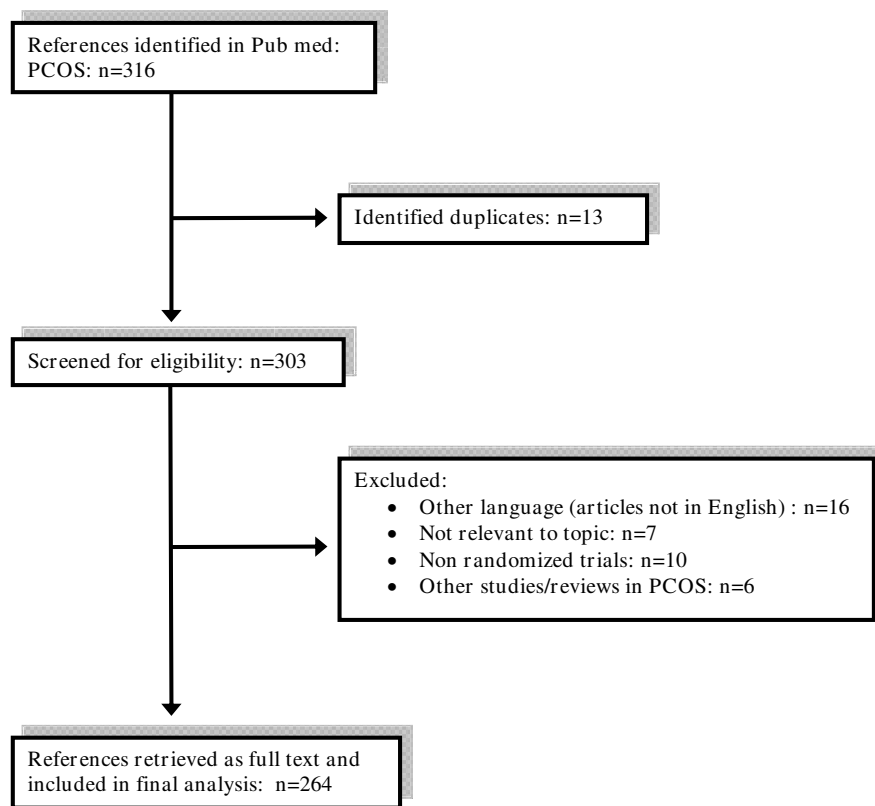 References identified in Pub med:
PCOS: n=316
Identified duplicates: n=13
Screened for eligibility: n=303
Excluded:
• Other language (articles not in English) : n=16
• Not relevant to topic: n=7
• Non randomized trials: n=10
• Other studies/reviews in PCOS: n=6
References retrieved as full text and
included in final analysis: n=264